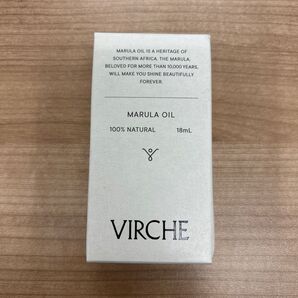 MARULA OIL IS A HERITAGE OF
SOUTHERN AFRICA. THE MARULA,
BELOVED FOR MORE THAN 10,000 YEARS,
WILL MAKE YOU SHINE BEAUTIFULLY
FOREVER.
MARULA OIL
100% NATURAL 18mL
VIRCHE